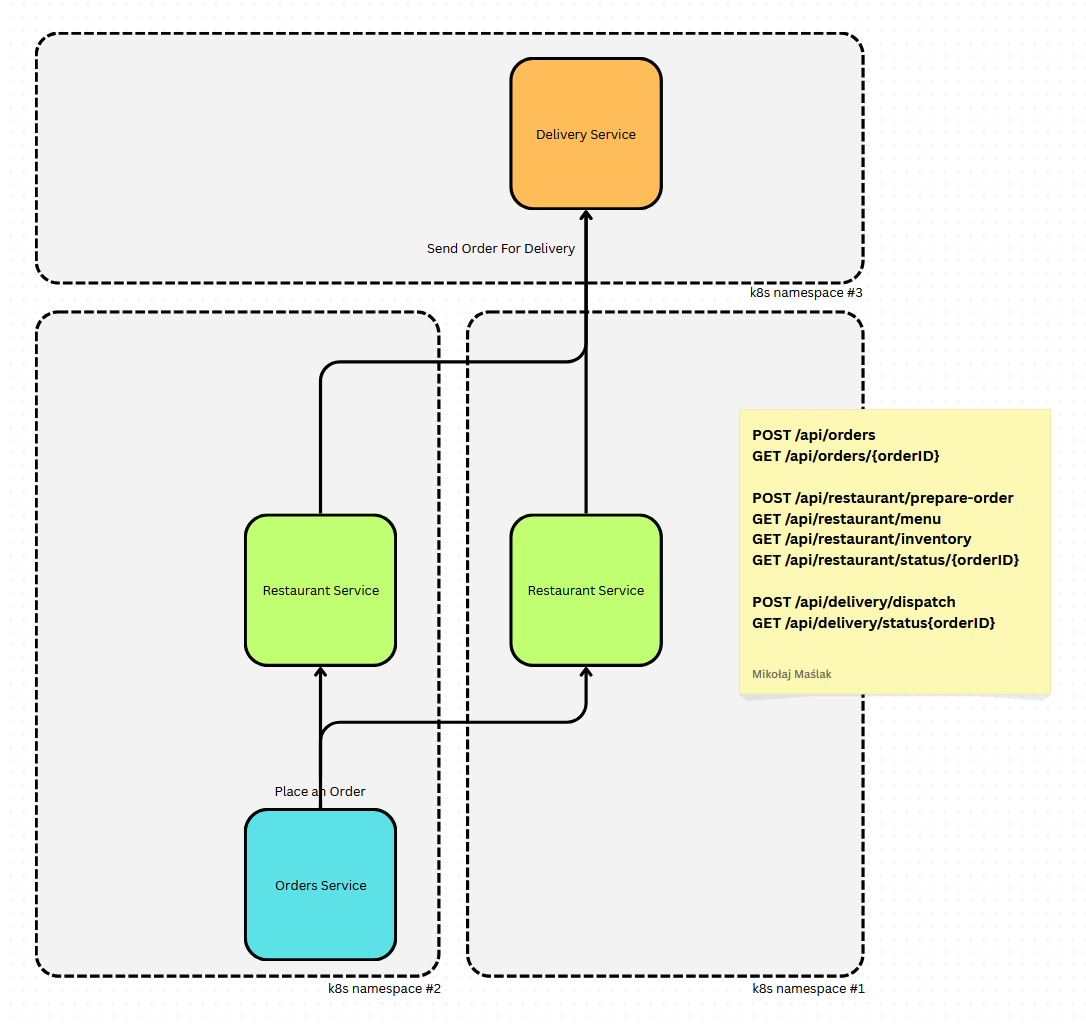 Delivery Service
Send Order For Delivery
k8s namespace #3
POST /api/orders
GET /api/orders/{orderID}
POST /api/restaurant/prepare-order
GET /api/restaurant/menu
GET /api/restaurant/inventory
GET /api/restaurant/status/{orderID}
POST /api/delivery/dispatch
GET /api/delivery/status{orderID}
Mikołaj Maślak
Restaurant Service
Restaurant Service
Place an Order
Orders Service
k8s namespace #2
k8s namespace #1